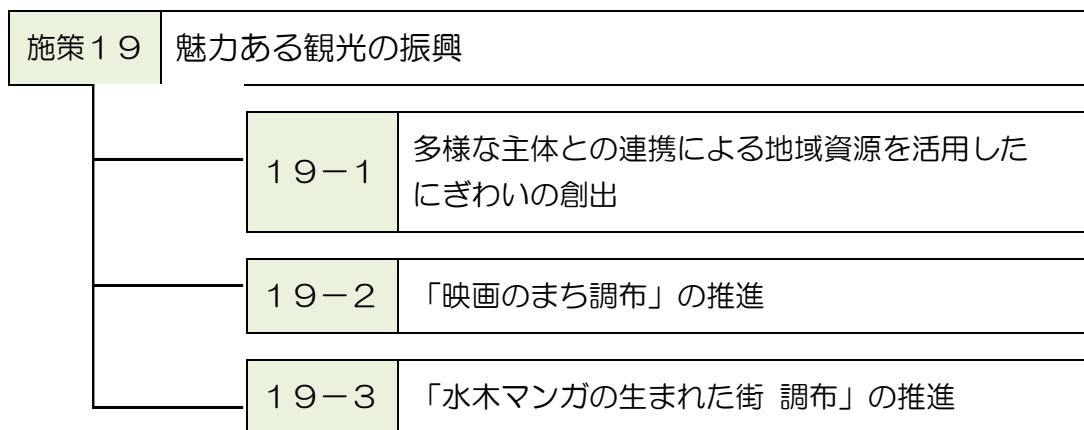 施策19 魅力ある観光の振興
19-1 多様な主体との連携による地域資源を活用した
にぎわいの創出
19-2 「映画のまち調布」の推進
19-3 「水木マンガの生まれた街 調布」の推進